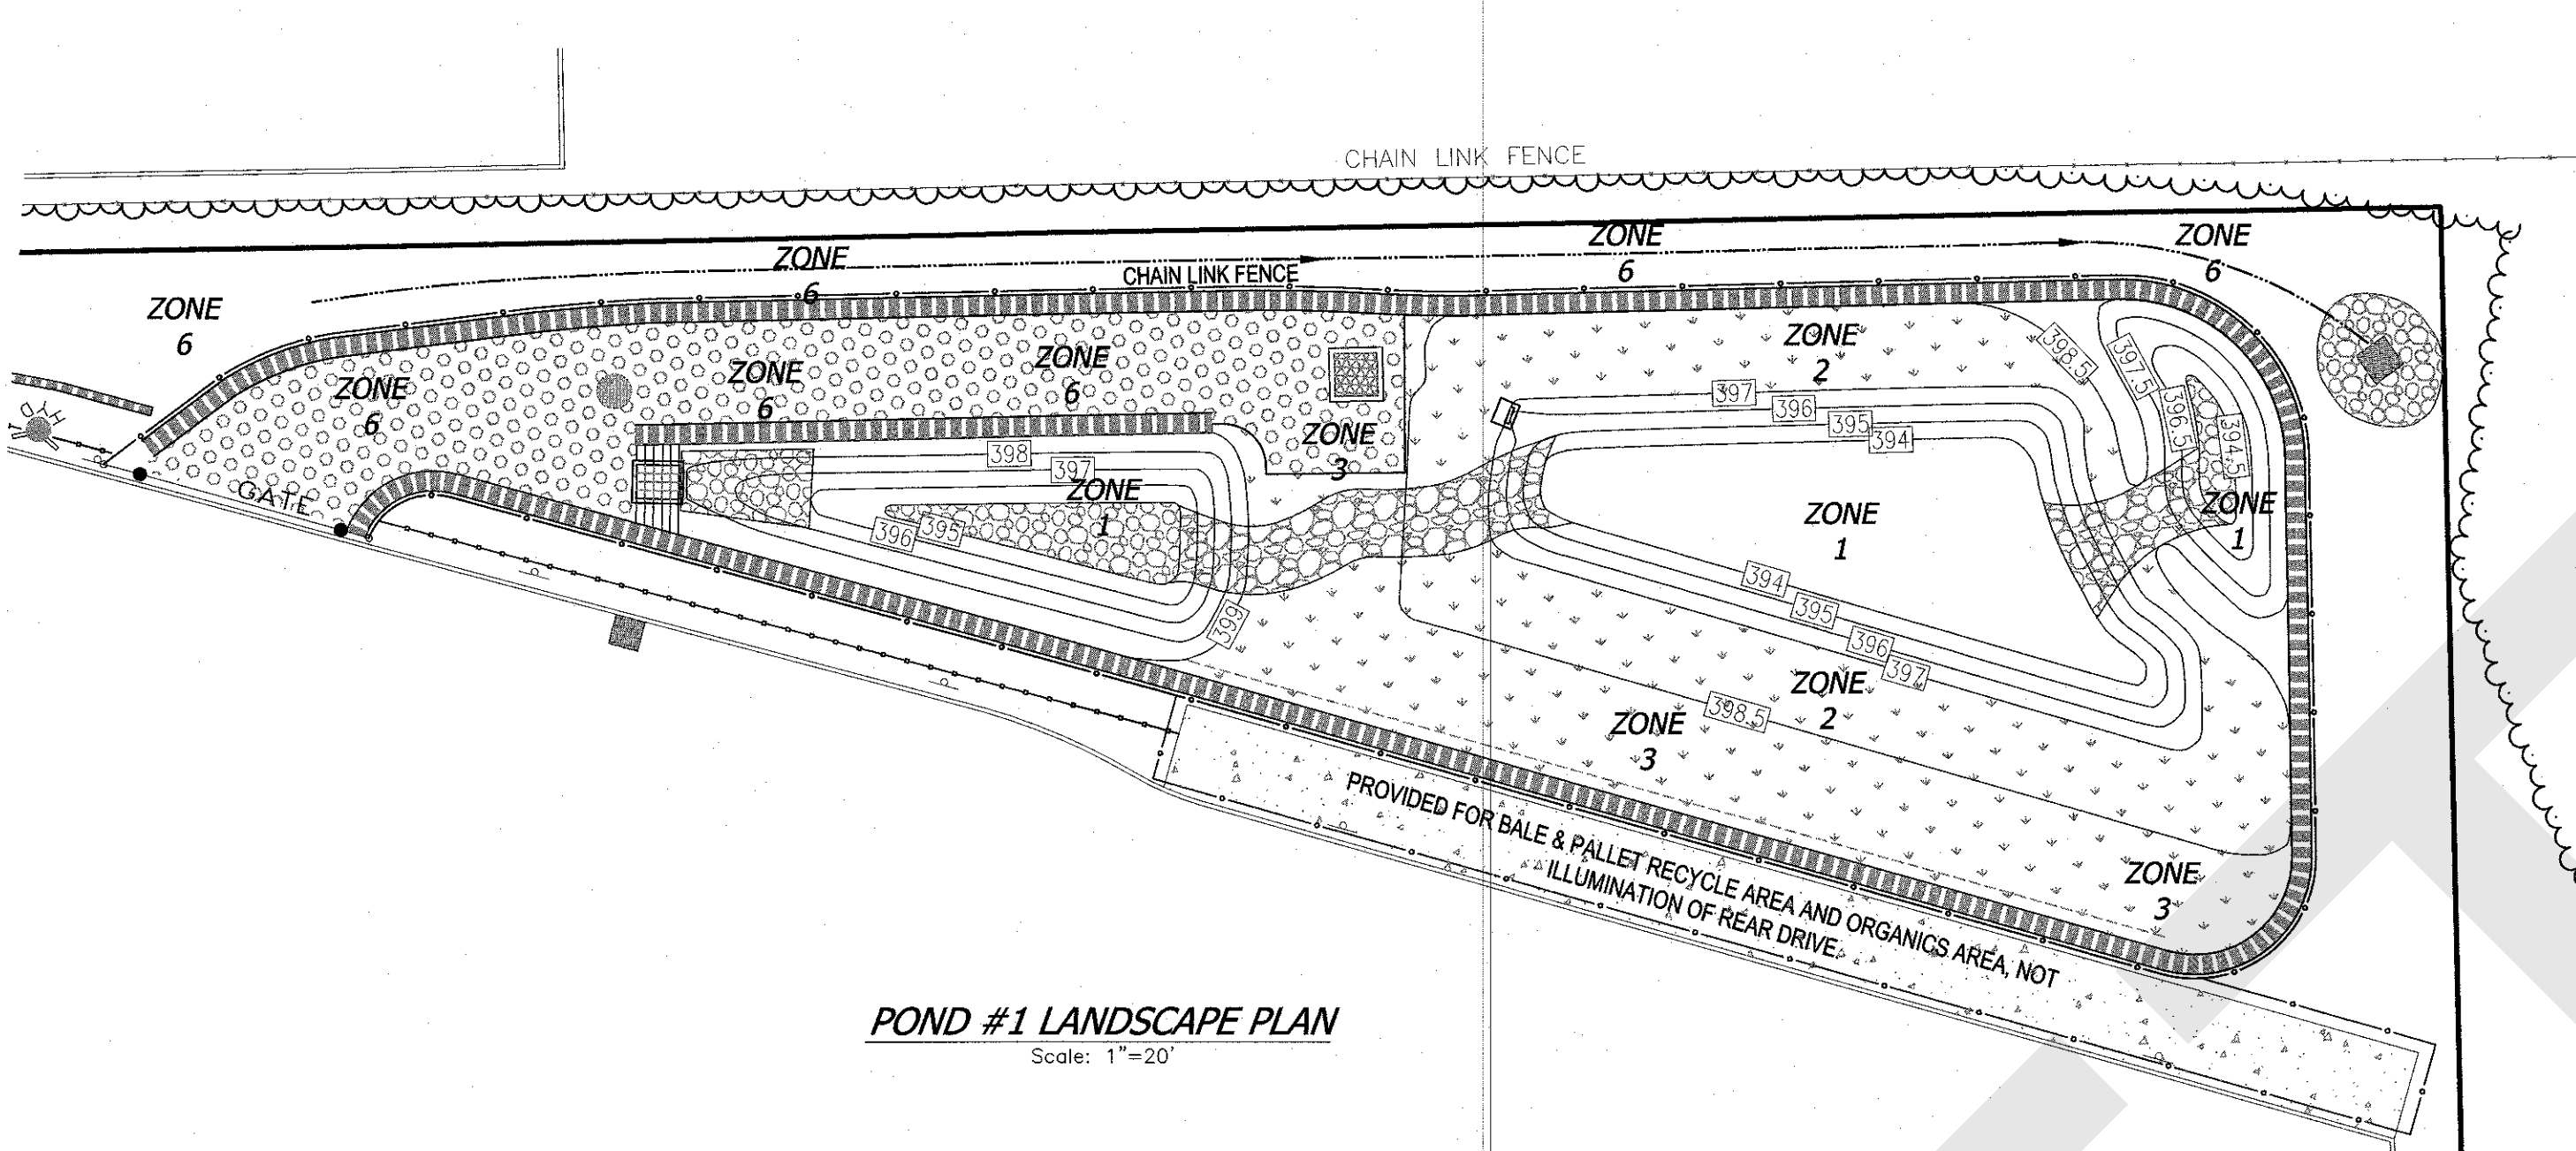 CHAIN LINK FENCE
ZONE
6
ZONE
6
ZONE
6
ZONE
6
CHAIN LINK FENCE
ZONE
6
ZONE
6
ZONE
6
ZONE
2
398.5
397.5
396.5
394.5
397
396
395
394
HYD
GATE
398
397
396
395
399
ZONE
1
ZONE
3
ZONE
1
ZONE
1
394
395
396
397
398.5
ZONE
2
ZONE
3
ZONE
3
PROVIDED FOR BALE & PALLET RECYCLE AREA AND ORGANICS AREA, NOT
ILLUMINATION OF REAR DRIVE.
POND #1 LANDSCAPE PLAN
Scale: 1"=20'